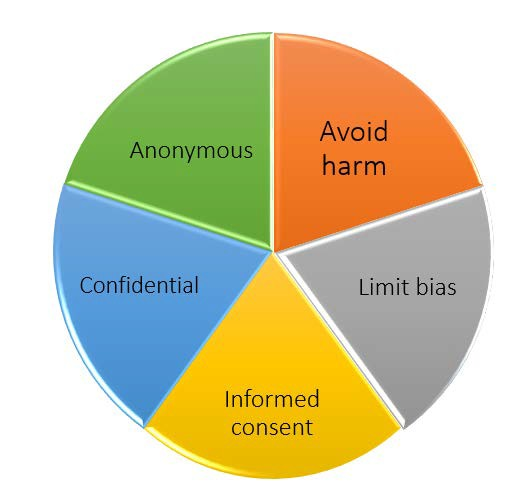 Anonymous
Avoid
harm
Confidential
Limit bias
Informed
consent